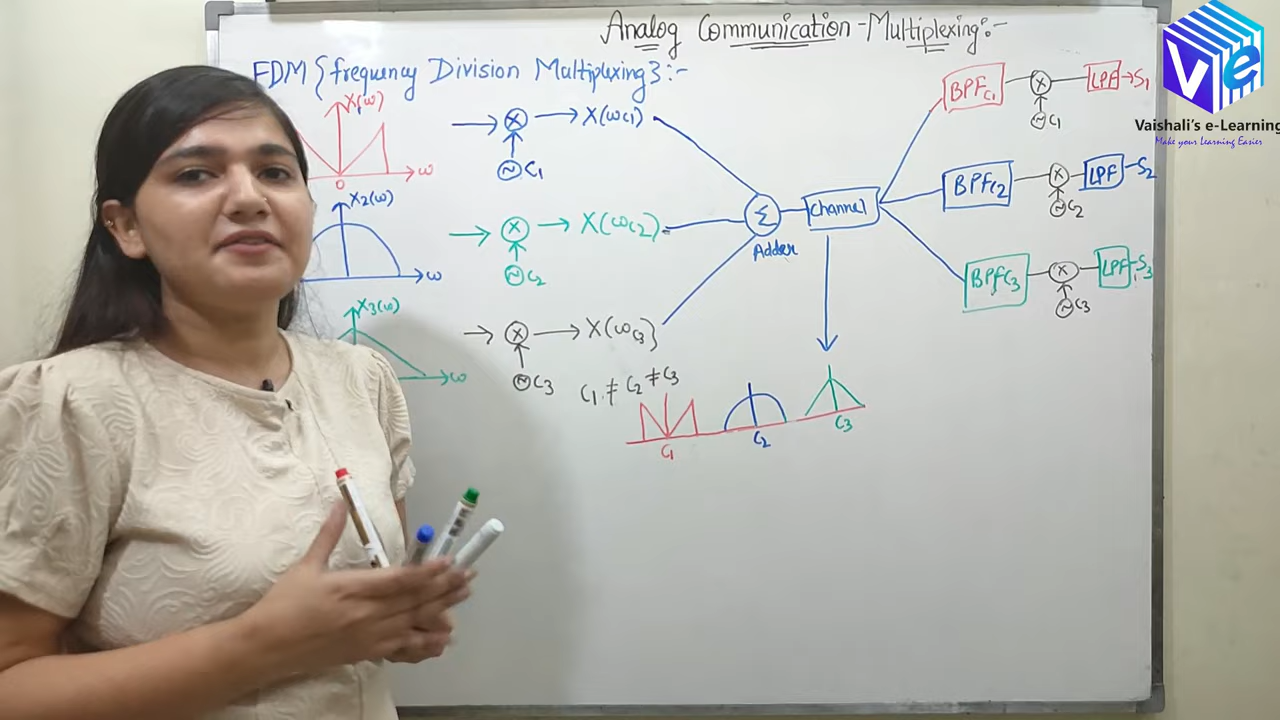 Analog Communication - Multiplexing :-
FDM {frequency Division Multiplexing} :-
X1(ω)
0
ω
X2(ω)
ω
X3(ω)
ω
X
C1
X(ωC1)
X
C2
X(ωC2)
X
C3
X(ωC3)
C1 ≠ C2 ≠ C3
Σ
Adder
Channel
C1
C2
C3
BPFC1
X
C1
LPF
S1
BPFC2
X
C2
LPF
S2
BPFC3
X
C3
LPF
S3
Ve
Vaishali's e-Learning
Make your Learning Easier